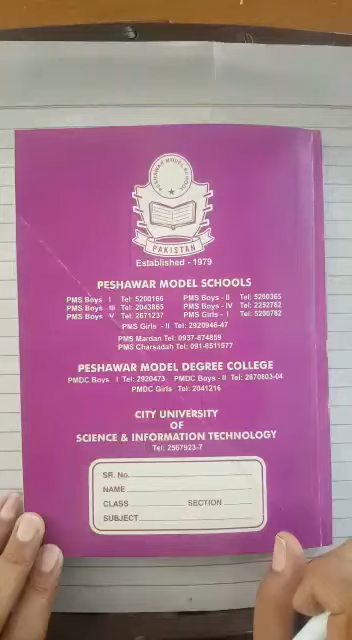 PESHAWAR MODEL SCHOOL
PAKISTAN
Established - 1979
PESHAWAR MODEL SCHOOLS
PMS Boys I Tel: 5200166 PMS Boys - II Tel: 5200365
PMS Boys III Tel: 2043865 PMS Boys - IV Tel: 2252782
PMS Boys V Tel: 2671237 PMS Girls - I Tel: 5200782
PMS Girls - II Tel: 2920946-47
PMS Mardan Tel: 0937-874859
PMS Charsadah Tel: 091-6511577
PESHAWAR MODEL DEGREE COLLEGE
PMDC Boys I Tel: 2920473 PMDC Boys - II Tel: 2670603-04
PMDC Girls Tel: 2041216
CITY UNIVERSITY
OF
SCIENCE & INFORMATION TECHNOLOGY
Tel: 2567923-7
SR. No.
NAME
CLASS SECTION
SUBJECT